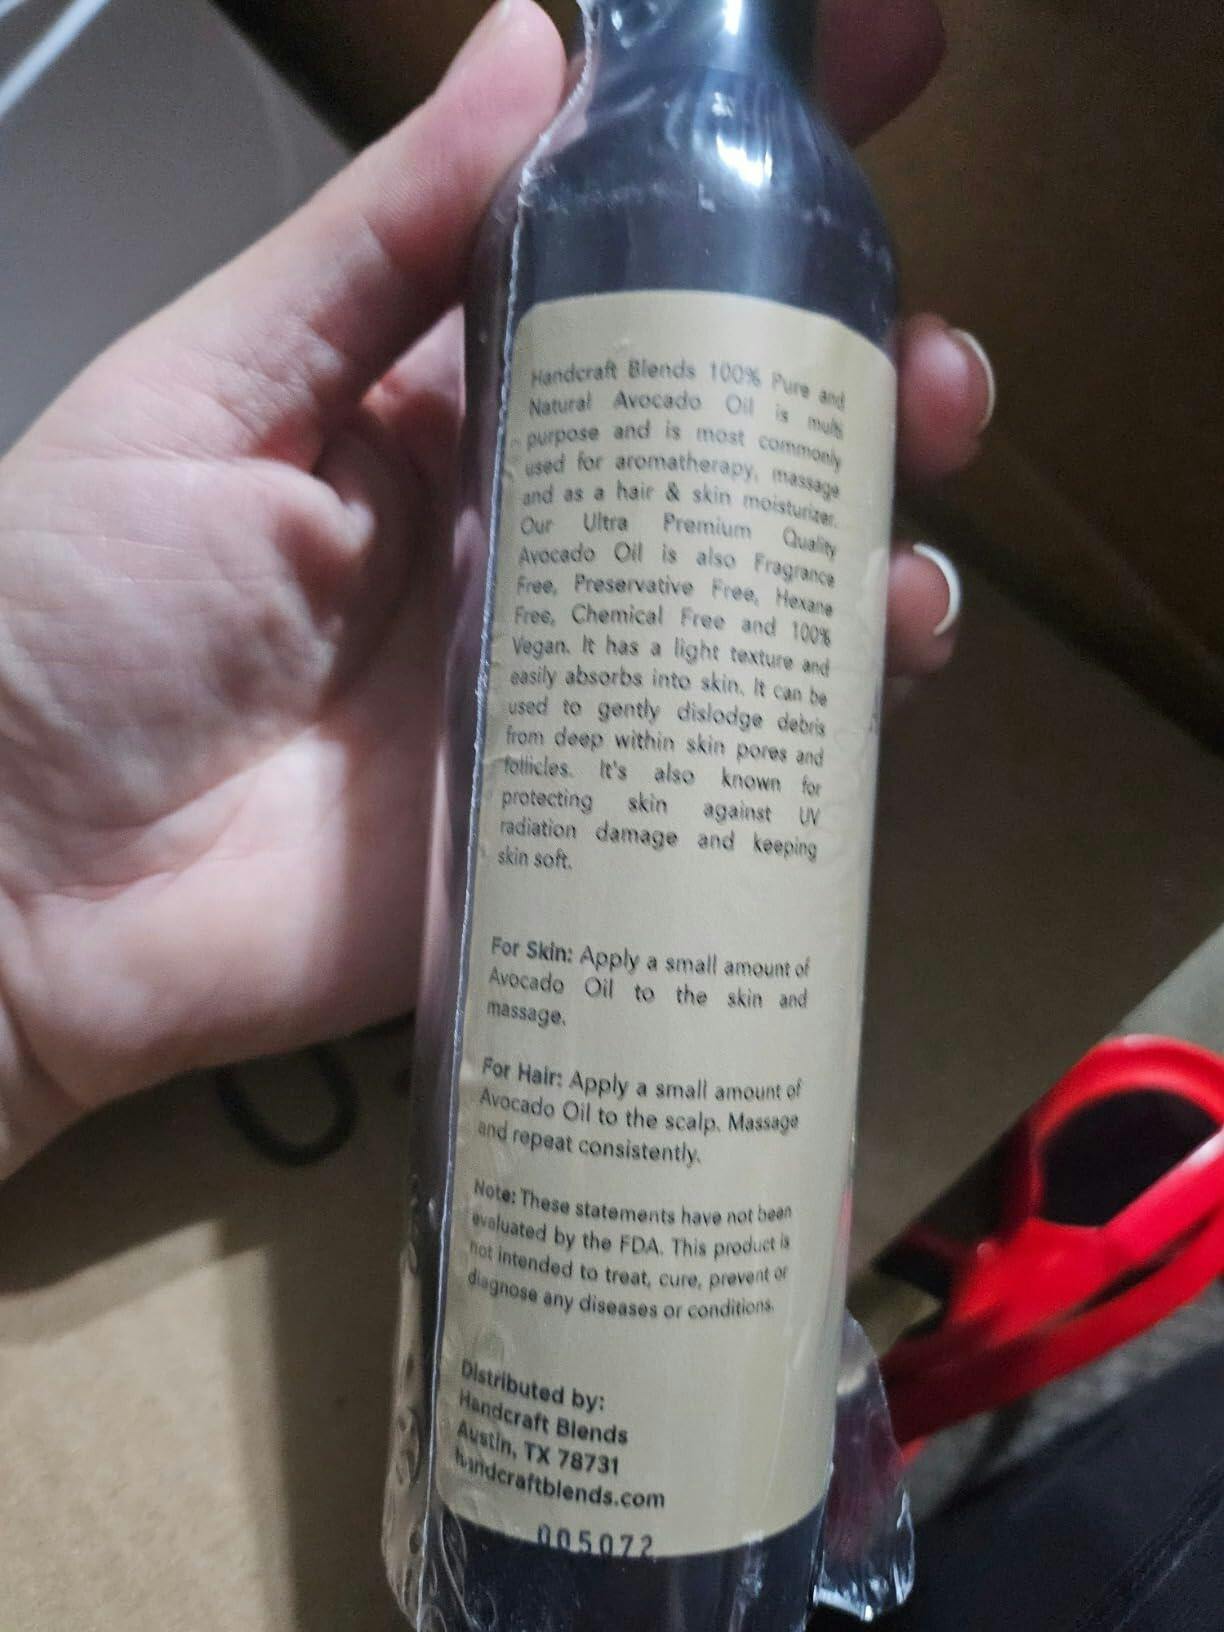 Handcraft Blends 100% Pure and
Natural Avocado Oil is multi
purpose and is most commonly
used for aromatherapy, massage
and as a hair & skin moisturizer.
Our Ultra Premium Quality
Avocado Oil is also Fragrance
Free, Preservative Free, Hexane
Free, Chemical Free and 100%
Vegan. It has a light texture and
easily absorbs into skin. It can be
used to gently dislodge debris
from deep within skin pores and
follicles. It's also known for
protecting skin against UV
radiation damage and keeping
skin soft.
For Skin: Apply a small amount of
Avocado Oil to the skin and
massage.
For Hair: Apply a small amount of
Avocado Oil to the scalp. Massage
and repeat consistently.
Note: These statements have not been
evaluated by the FDA. This product is
not intended to treat, cure, prevent or
diagnose any diseases or conditions.
Distributed by:
Handcraft Blends
Austin, TX 78731
handcraftblends.com
005072